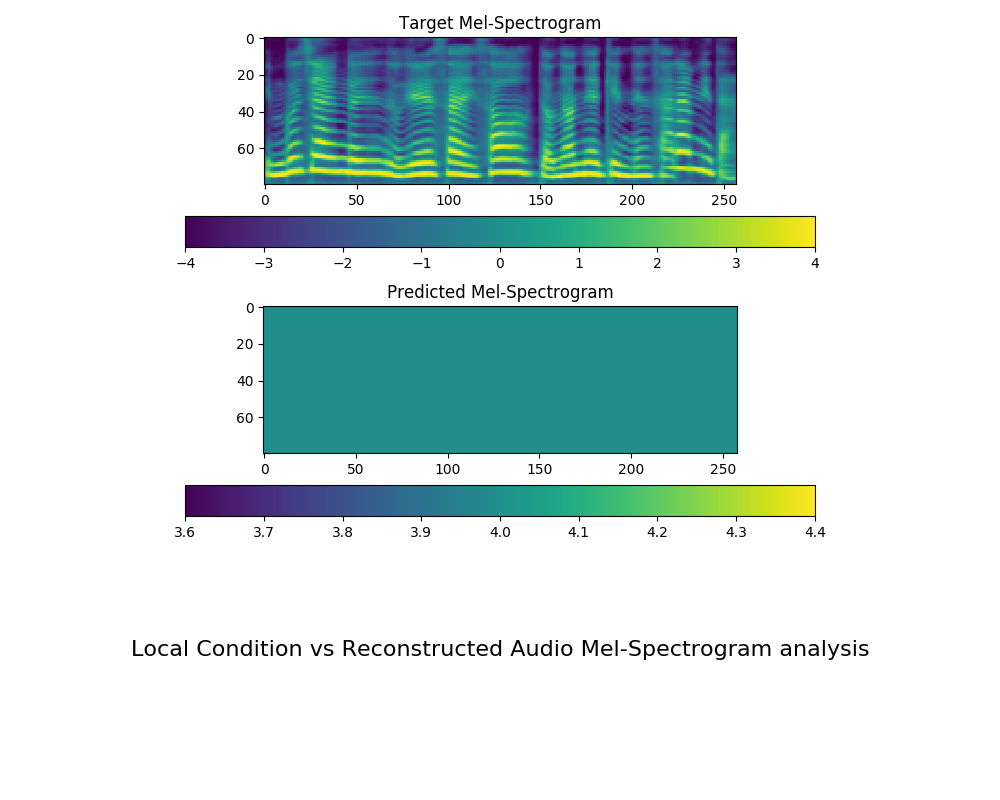 Target Mel-Spectrogram
0
20
40
60
0 50 100 150 200 250
−4 −3 −2 −1 0 1 2 3 4
Predicted Mel-Spectrogram
0
20
40
60
0 50 100 150 200 250
3.6 3.7 3.8 3.9 4.0 4.1 4.2 4.3 4.4
Local Condition vs Reconstructed Audio Mel-Spectrogram analysis